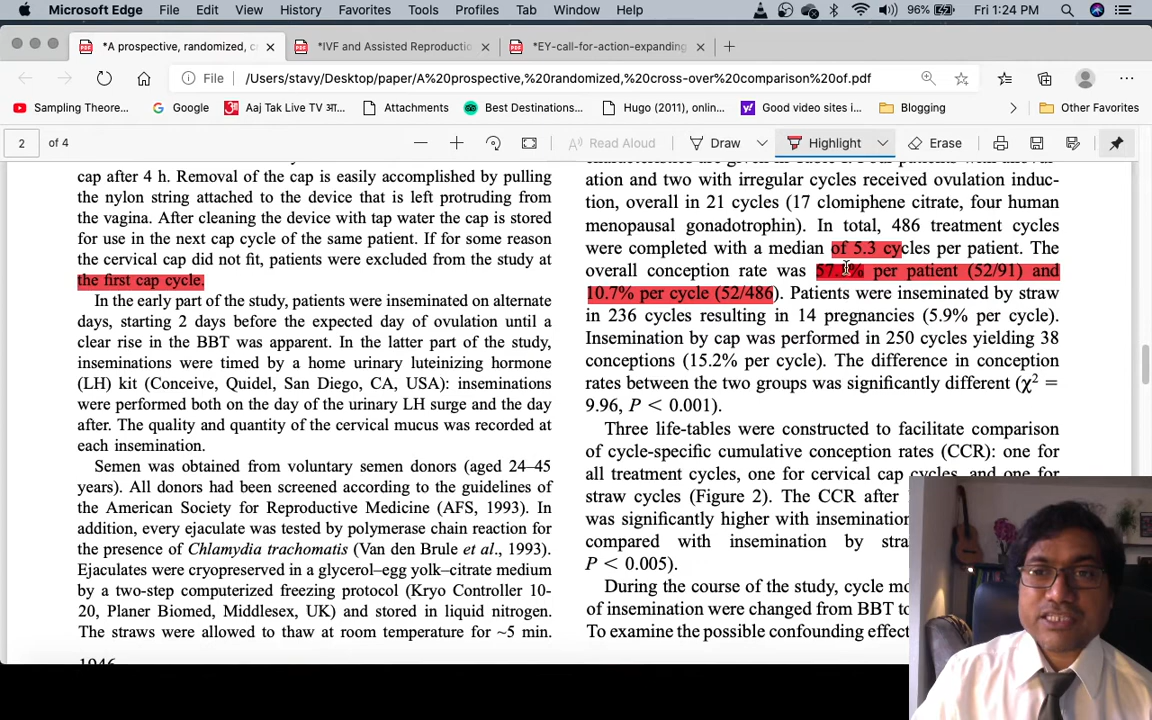 Microsoft Edge File Edit View History Favorites Tools Profiles Tab Window Help 96% Fri 1:24 PM
*A prospective, randomized, c *IVF and Assisted Reproductio *EY-call-for-action-expanding
File /Users/stavy/Desktop/paper/A%20prospective,%20randomized,%20cross-over%20comparison%20of.pdf
Sampling Theore... Google Aaj Tak Live TV आ... Attachments Best Destinations... Hugo (2011), onlin... Good video sites i... Blogging Other Favorites
2 of 4 Read Aloud Draw Highlight Erase
cap after 4 h. Removal of the cap is easily accomplished by pulling
the nylon string attached to the device that is left protruding from
the vagina. After cleaning the device with tap water the cap is stored
for use in the next cap cycle of the same patient. If for some reason
the cervical cap did not fit, patients were excluded from the study at
the first cap cycle.
In the early part of the study, patients were inseminated on alternate
days, starting 2 days before the expected day of ovulation until a
clear rise in the BBT was apparent. In the latter part of the study,
inseminations were timed by a home urinary luteinizing hormone
(LH) kit (Conceive, Quidel, San Diego, CA, USA): inseminations
were performed both on the day of the urinary LH surge and the day
after. The quality and quantity of the cervical mucus was recorded at
each insemination.
Semen was obtained from voluntary semen donors (aged 24–45
years). All donors had been screened according to the guidelines of
the American Society for Reproductive Medicine (AFS, 1993). In
addition, every ejaculate was tested by polymerase chain reaction for
the presence of Chlamydia trachomatis (Van den Brule et al., 1993).
Ejaculates were cryopreserved in a glycerol–egg yolk–citrate medium
by a two-step computerized freezing protocol (Kryo Controller 10-
20, Planer Biomed, Middlesex, UK) and stored in liquid nitrogen.
The straws were allowed to thaw at room temperature for ~5 min.
1946
ation and two with irregular cycles received ovulation induc-
tion, overall in 21 cycles (17 clomiphene citrate, four human
menopausal gonadotrophin). In total, 486 treatment cycles
were completed with a median of 5.3 cycles per patient. The
overall conception rate was per patient (52/91) and
10.7% per cycle (52/486). Patients were inseminated by straw
in 236 cycles resulting in 14 pregnancies (5.9% per cycle).
Insemination by cap was performed in 250 cycles yielding 38
conceptions (15.2% per cycle). The difference in conception
rates between the two groups was significantly different (χ² =
9.96, P < 0.001).
Three life-tables were constructed to facilitate comparison
of cycle-specific cumulative conception rates (CCR): one for
all treatment cycles, one for cervical cap cycles, and one for
straw cycles (Figure 2). The CCR after
was significantly higher with insemination
compared with insemination by
P < 0.005).
During the course of the study, cycle
of insemination were changed from BBT to
To examine the possible confounding